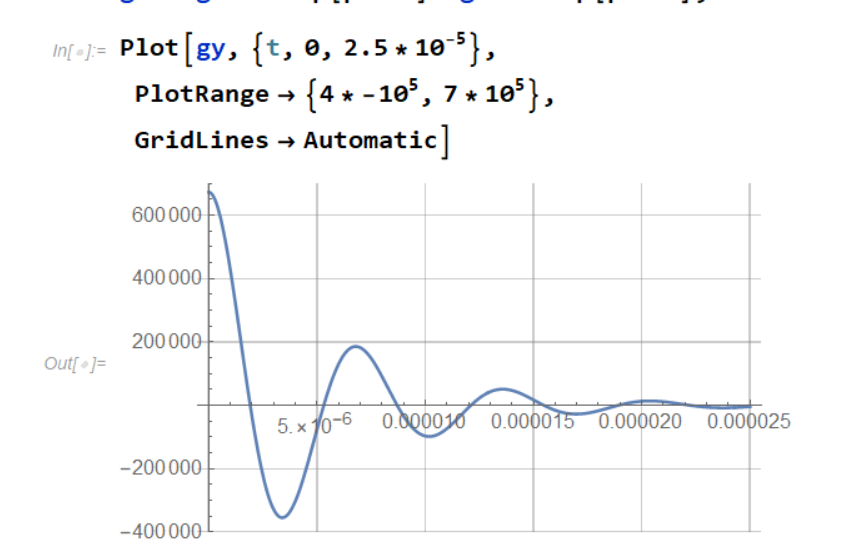 In[ ]:= Plot[gy, {t, 0, 2.5 * 10^-5},
PlotRange → {4 * -10^5, 7 * 10^5},
GridLines → Automatic]
600000
400000
200000
Out[ ]=
5.×10^-6 0.000010 0.000015 0.000020 0.000025
-200000
-400000